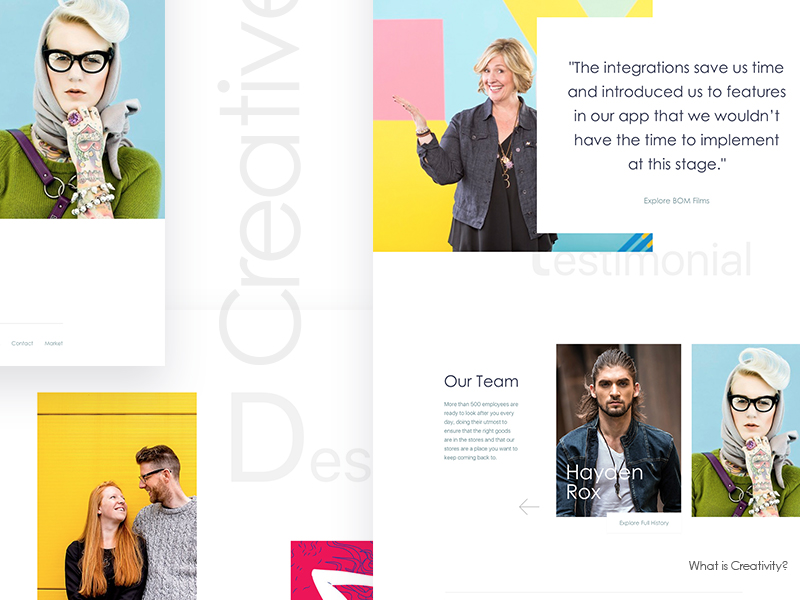 Creative
Contact Market
Des
"The integrations save us time
and introduced us to features
in our app that we wouldn't
have the time to implement
at this stage."
Explore BOM Films
testimonial
Our Team
More than 500 employees are
ready to look after you every
day, doing their utmost to
ensure that the right goods
are in the stores and that our
stores are a place you want to
keep coming back to.
Hayden
Rox
Explore Full History
What is Creativity?